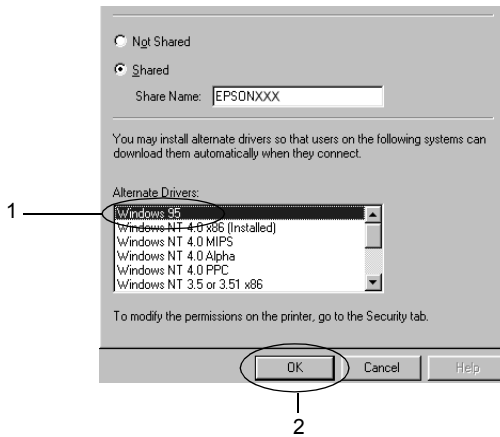 Not Shared
Shared
Share Name: EPSONXXX
You may install alternate drivers so that users on the following systems can
download them automatically when they connect.
Alternate Drivers:
1
Windows 95
Windows NT 4.0 x86 (Installed)
Windows NT 4.0 MIPS
Windows NT 4.0 Alpha
Windows NT 4.0 PPC
Windows NT 3.5 or 3.51 x86
To modify the permissions on the printer, go to the Security tab.
OK Cancel Help
2